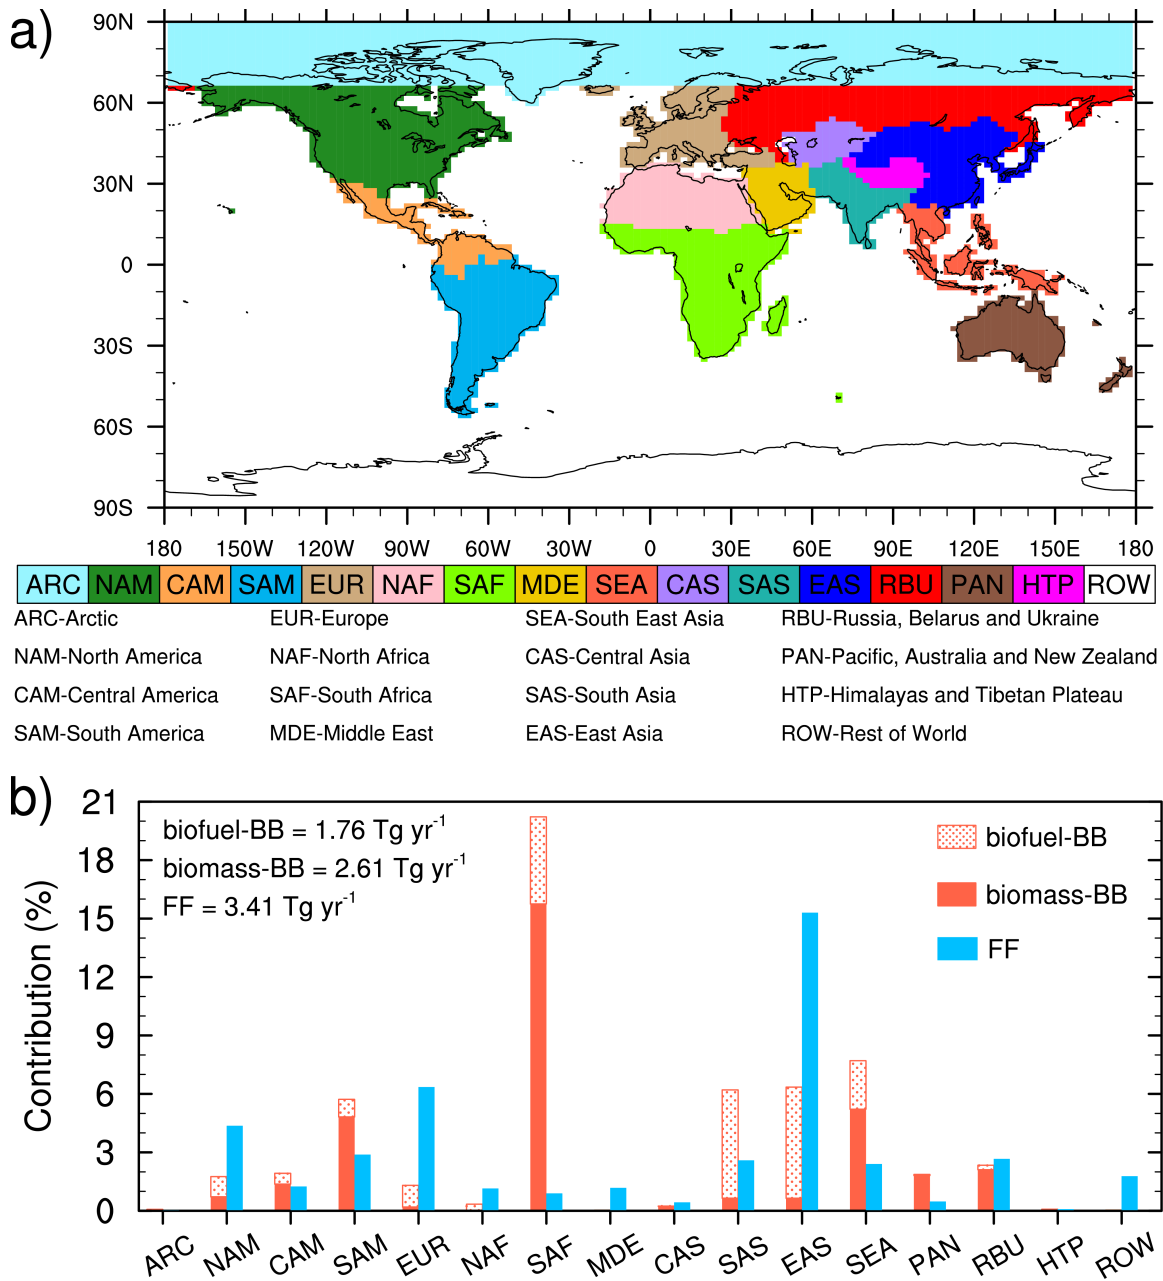 a)
90N
60N
30N
0
30S
60S
90S
180 150W 120W 90W 60W 30W 0 30E 60E 90E 120E 150E 180
ARC NAM CAM SAM EUR NAF SAF MDE SEA CAS SAS EAS RBU PAN HTP ROW
ARC-Arctic EUR-Europe SEA-South East Asia RBU-Russia, Belarus and Ukraine
NAM-North America NAF-North Africa CAS-Central Asia PAN-Pacific, Australia and New Zealand
CAM-Central America SAF-South Africa SAS-South Asia HTP-Himalayas and Tibetan Plateau
SAM-South America MDE-Middle East EAS-East Asia ROW-Rest of World
b)
Contribution (%)
21
18
15
12
9
6
3
0
biofuel-BB = 1.76 Tg yr⁻¹
biomass-BB = 2.61 Tg yr⁻¹
FF = 3.41 Tg yr⁻¹
biofuel-BB
biomass-BB
FF
ARC NAM CAM SAM EUR NAF SAF MDE CAS SAS EAS SEA PAN RBU HTP ROW